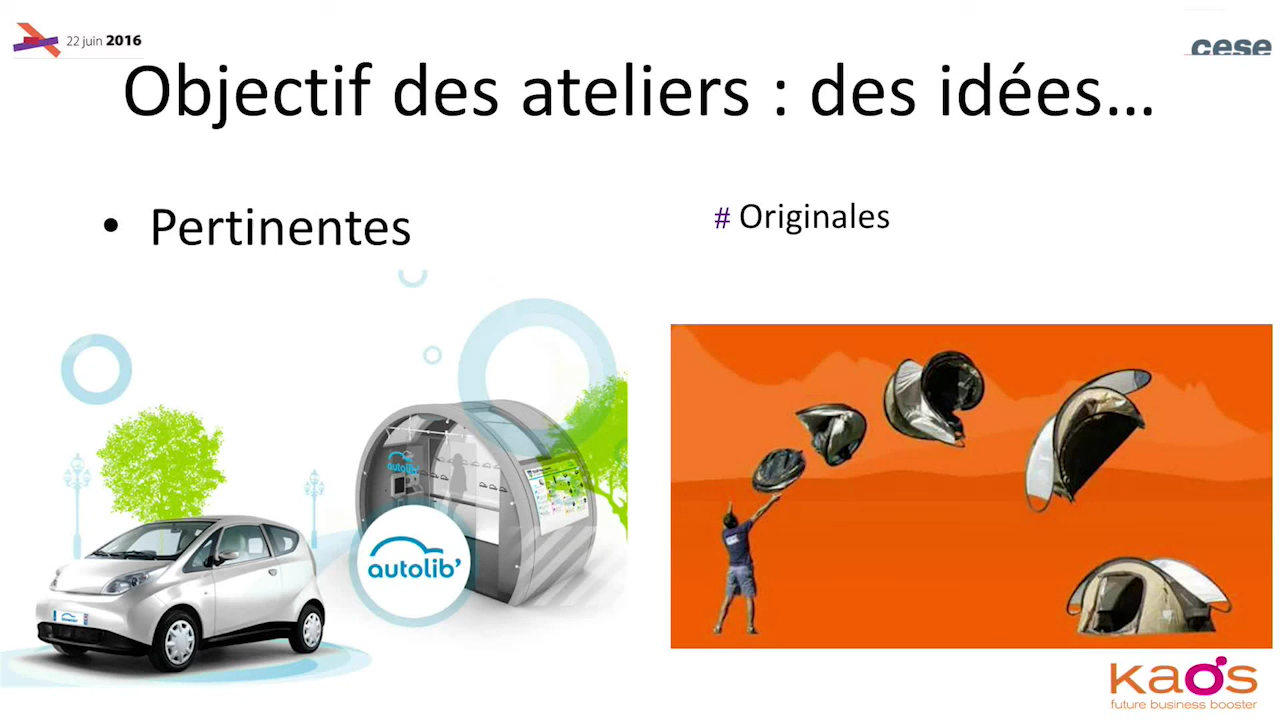 22 juin 2016
cese
Objectif des ateliers : des idées...
• Pertinentes
# Originales
autolib'
autolib'
kaos
future business booster